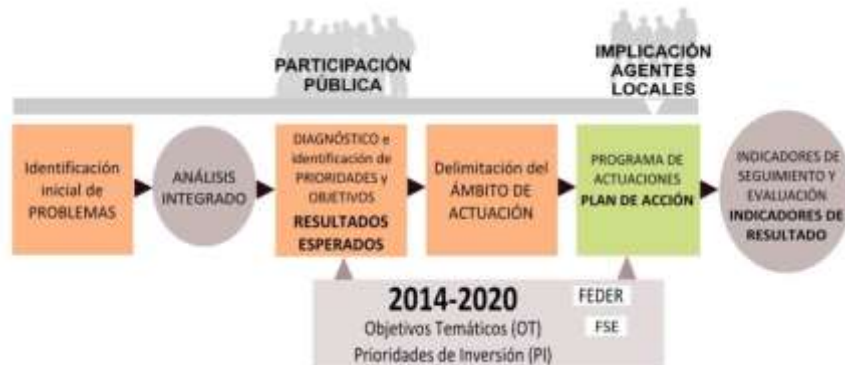 PARTICIPACIÓN
PÚBLICA
IMPLICACIÓN
AGENTES
LOCALES
Identificación
inicial de
PROBLEMAS
ANÁLISIS
INTEGRADO
DIAGNÓSTICO e
identificación de
PRIORIDADES y
OBJETIVOS
RESULTADOS
ESPERADOS
Delimitación del
ÁMBITO DE
ACTUACIÓN
PROGRAMA DE
ACTUACIONES
PLAN DE ACCIÓN
INDICADORES DE
SEGUIMIENTO Y
EVALUACIÓN
INDICADORES DE
RESULTADO
2014-2020
FEDER
Objetivos Temáticos (OT)
FSE
Prioridades de Inversión (PI)